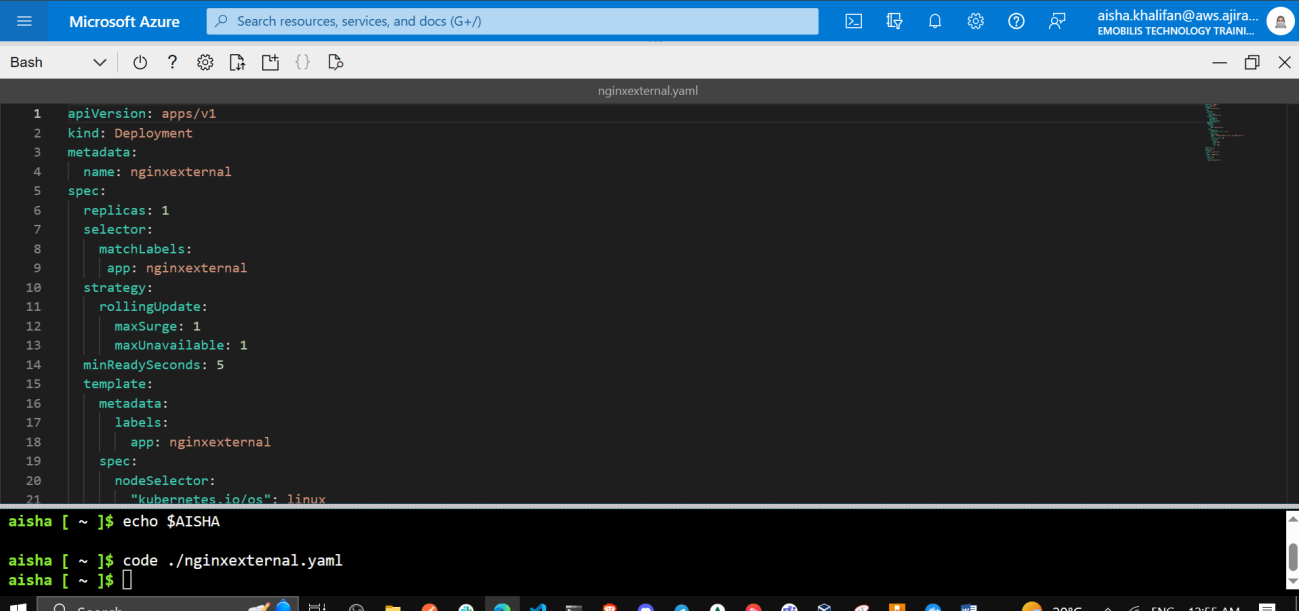 Microsoft Azure
Search resources, services, and docs (G+/)
aisha.khalifan@aws.ajira...
EMOBILIS TECHNOLOGY TRAINI...
Bash
nginxexternal.yaml
1 apiVersion: apps/v1
2 kind: Deployment
3 metadata:
4 name: nginxexternal
5 spec:
6 replicas: 1
7 selector:
8 matchLabels:
9 app: nginxexternal
10 strategy:
11 rollingUpdate:
12 maxSurge: 1
13 maxUnavailable: 1
14 minReadySeconds: 5
15 template:
16 metadata:
17 labels:
18 app: nginxexternal
19 spec:
20 nodeSelector:
21 "kubernetes.io/os": linux
aisha [ ~ ]$ echo $AISHA
aisha [ ~ ]$ code ./nginxexternal.yaml
aisha [ ~ ]$
Search
ENG